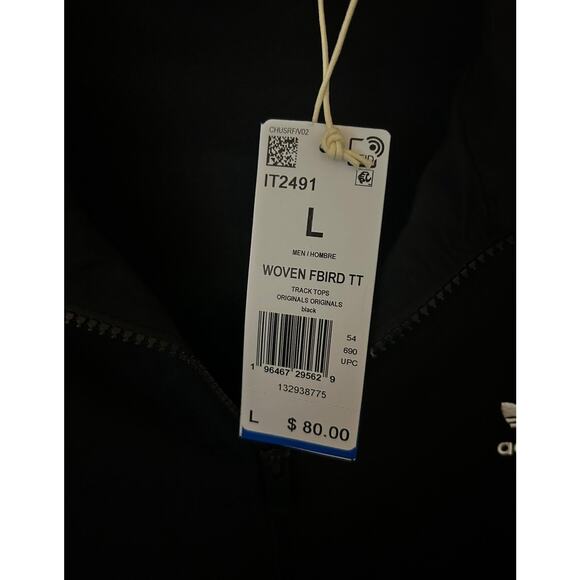 CHUSRF/V02
IT2491
L
MEN / HOMBRE
WOVEN FBIRD TT
TRACK TOPS
ORIGINALS ORIGINALS
black
54
690
UPC
1 96467 29562 9
132938775
L $ 80.00